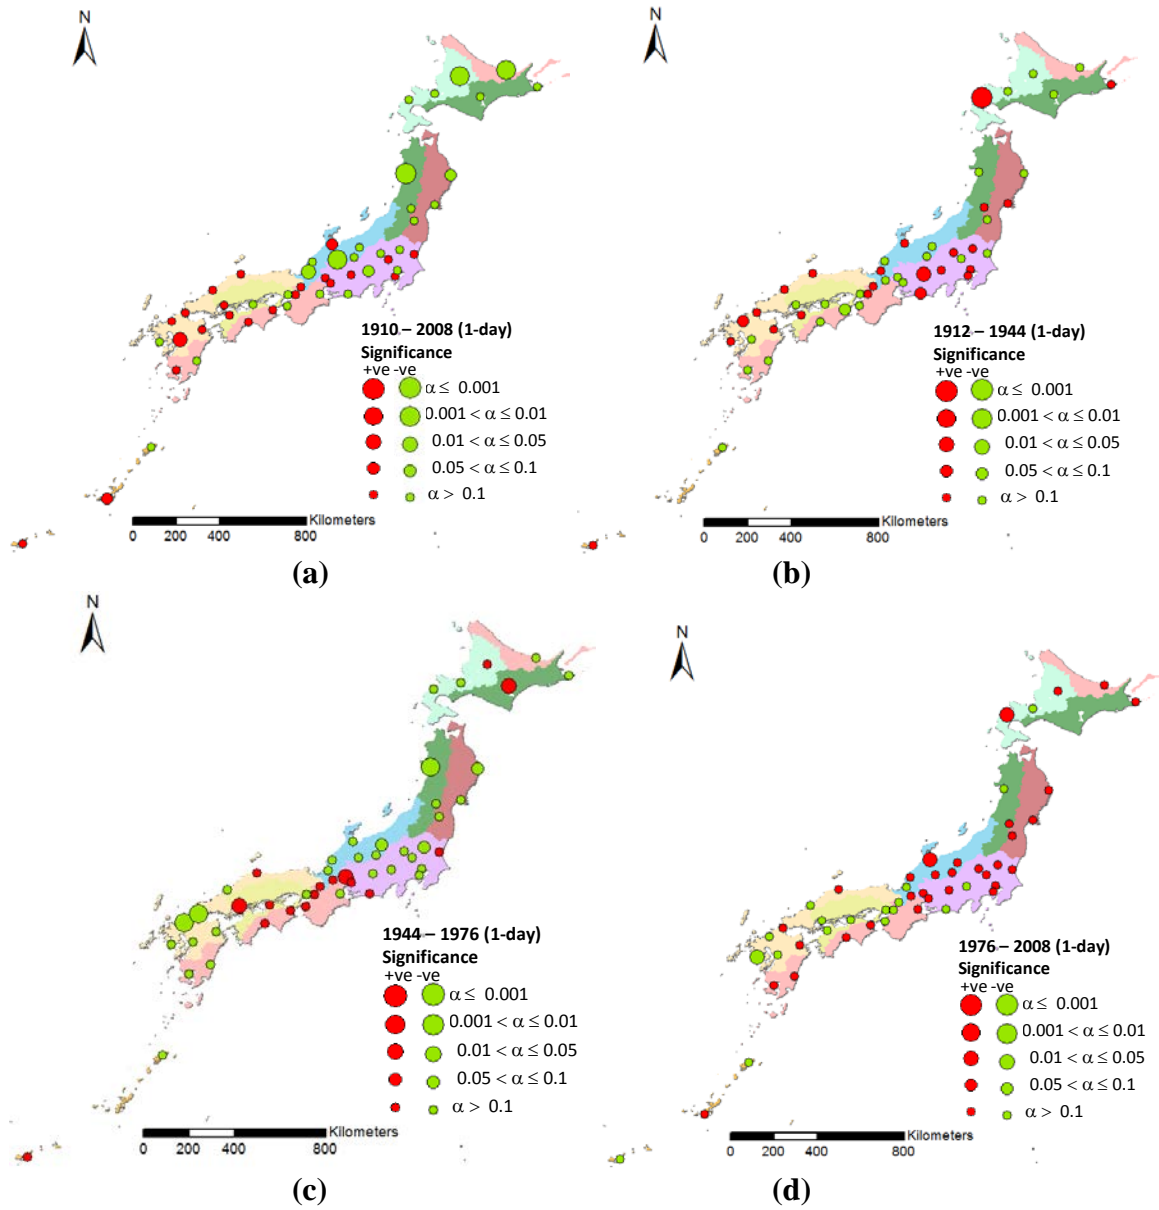 N
1910 – 2008 (1-day)
Significance
+ve -ve
α ≤ 0.001
0.001 < α ≤ 0.01
0.01 < α ≤ 0.05
0.05 < α ≤ 0.1
α > 0.1
Kilometers
0 200 400 800
(a)
N
1912 – 1944 (1-day)
Significance
+ve -ve
α ≤ 0.001
0.001 < α ≤ 0.01
0.01 < α ≤ 0.05
0.05 < α ≤ 0.1
α > 0.1
Kilometers
0 200 400 800
(b)
N
1944 – 1976 (1-day)
Significance
+ve -ve
α ≤ 0.001
0.001 < α ≤ 0.01
0.01 < α ≤ 0.05
0.05 < α ≤ 0.1
α > 0.1
Kilometers
0 200 400 800
(c)
N
1976 – 2008 (1-day)
Significance
+ve -ve
α ≤ 0.001
0.001 < α ≤ 0.01
0.01 < α ≤ 0.05
0.05 < α ≤ 0.1
α > 0.1
Kilometers
0 200 400 800
(d)